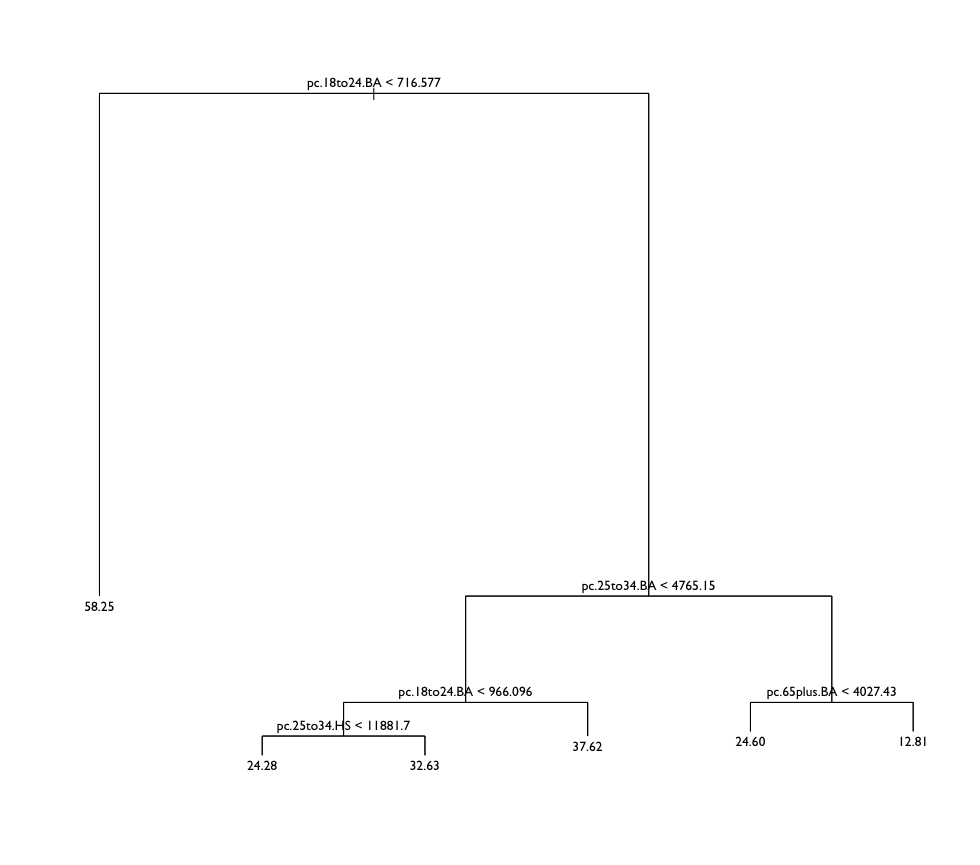 pc.18to24.BA < 716.577
pc.25to34.BA < 4765.15
58.25
pc.18to24.BA < 966.096
pc.65plus.BA < 4027.43
pc.25to34.HS < 11881.7
37.62
24.60
12.81
24.28
32.63